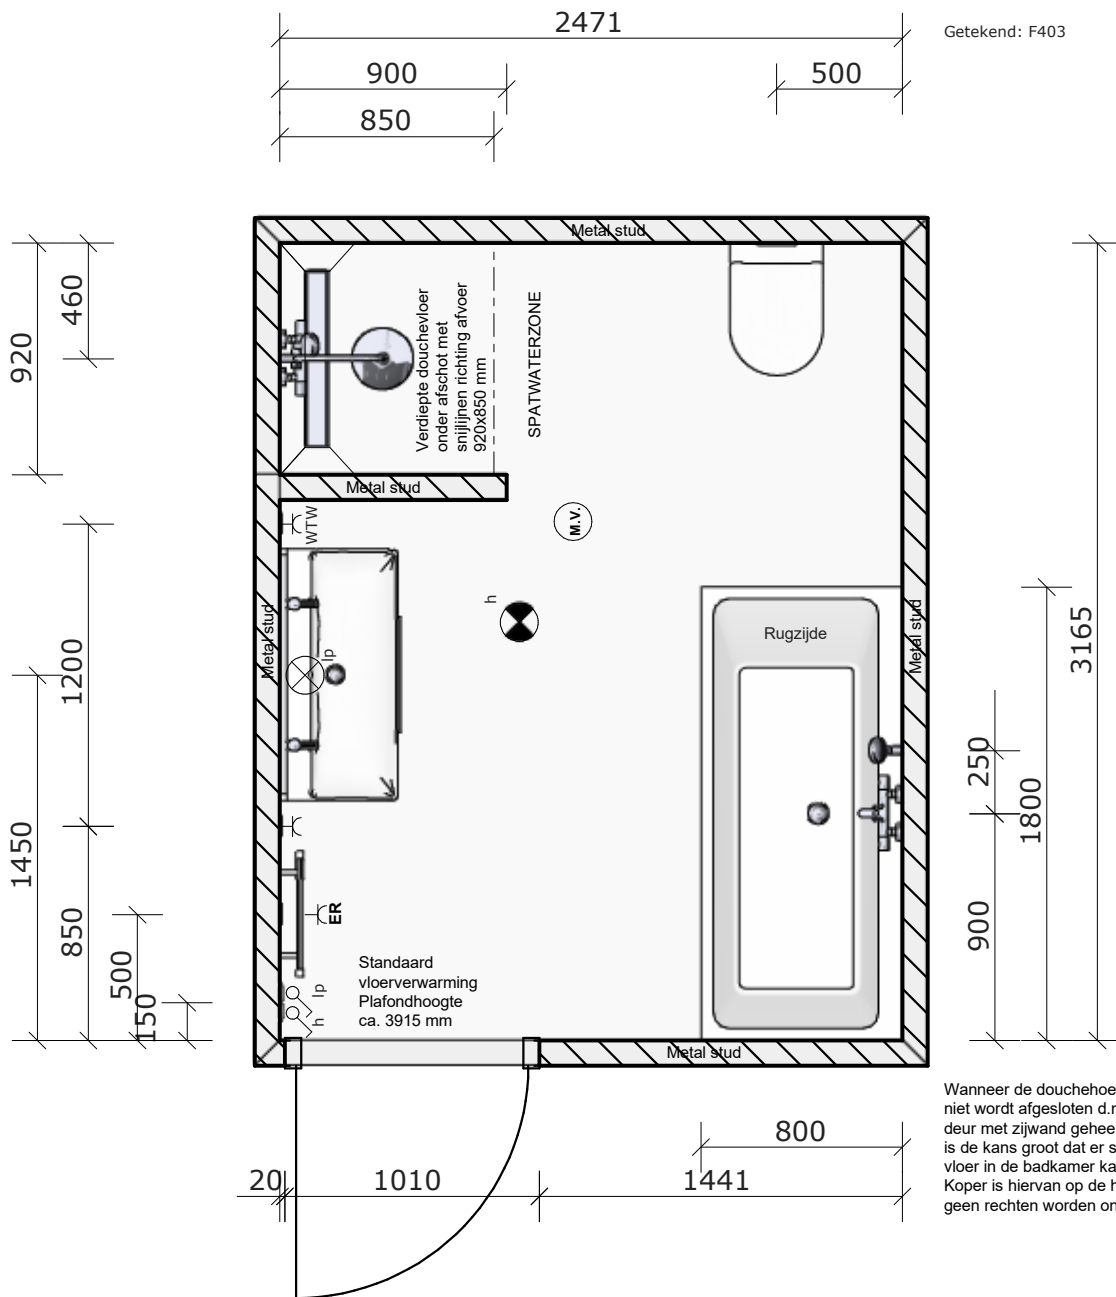 2471
Getekend: F403
900
500
850
Metal stud
460
920
Verdiepte douchevloer
onder afschot met
snijlijnen richting afvoer
920x850 mm
SPATWATERZONE
Metal stud
WTW
M.V.
h
3165
Metal stud
Rugzijde
Metal stud
lp
1200
250
1800
1450
850
900
ER
500
150
lp
h
Standaard
vloerverwarming
Plafondhoogte
ca. 3915 mm
Metal stud
Wanneer de douchehoe
niet wordt afgesloten d.
deur met zijwand gehee
is de kans groot dat er s
vloer in de badkamer ka
Koper is hiervan op de h
geen rechten worden on
800
20
1010
1441